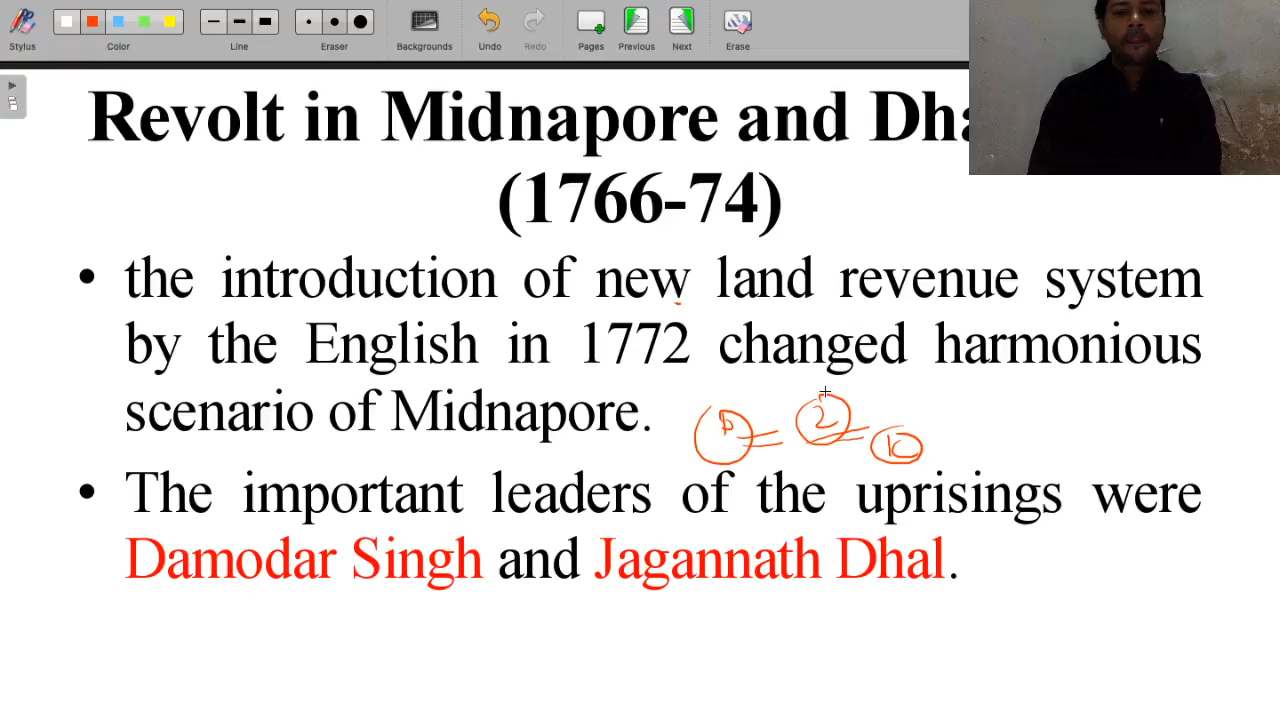 Stylus
Color
Line
Eraser
Backgrounds
Undo
Redo
Pages
Previous
Next
Erase
Revolt in Midnapore and
(1766-74)
• the introduction of new land revenue system
by the English in 1772 changed harmonious
scenario of Midnapore.
2
• The important leaders of the uprisings were
Damodar Singh and Jagannath Dhal.